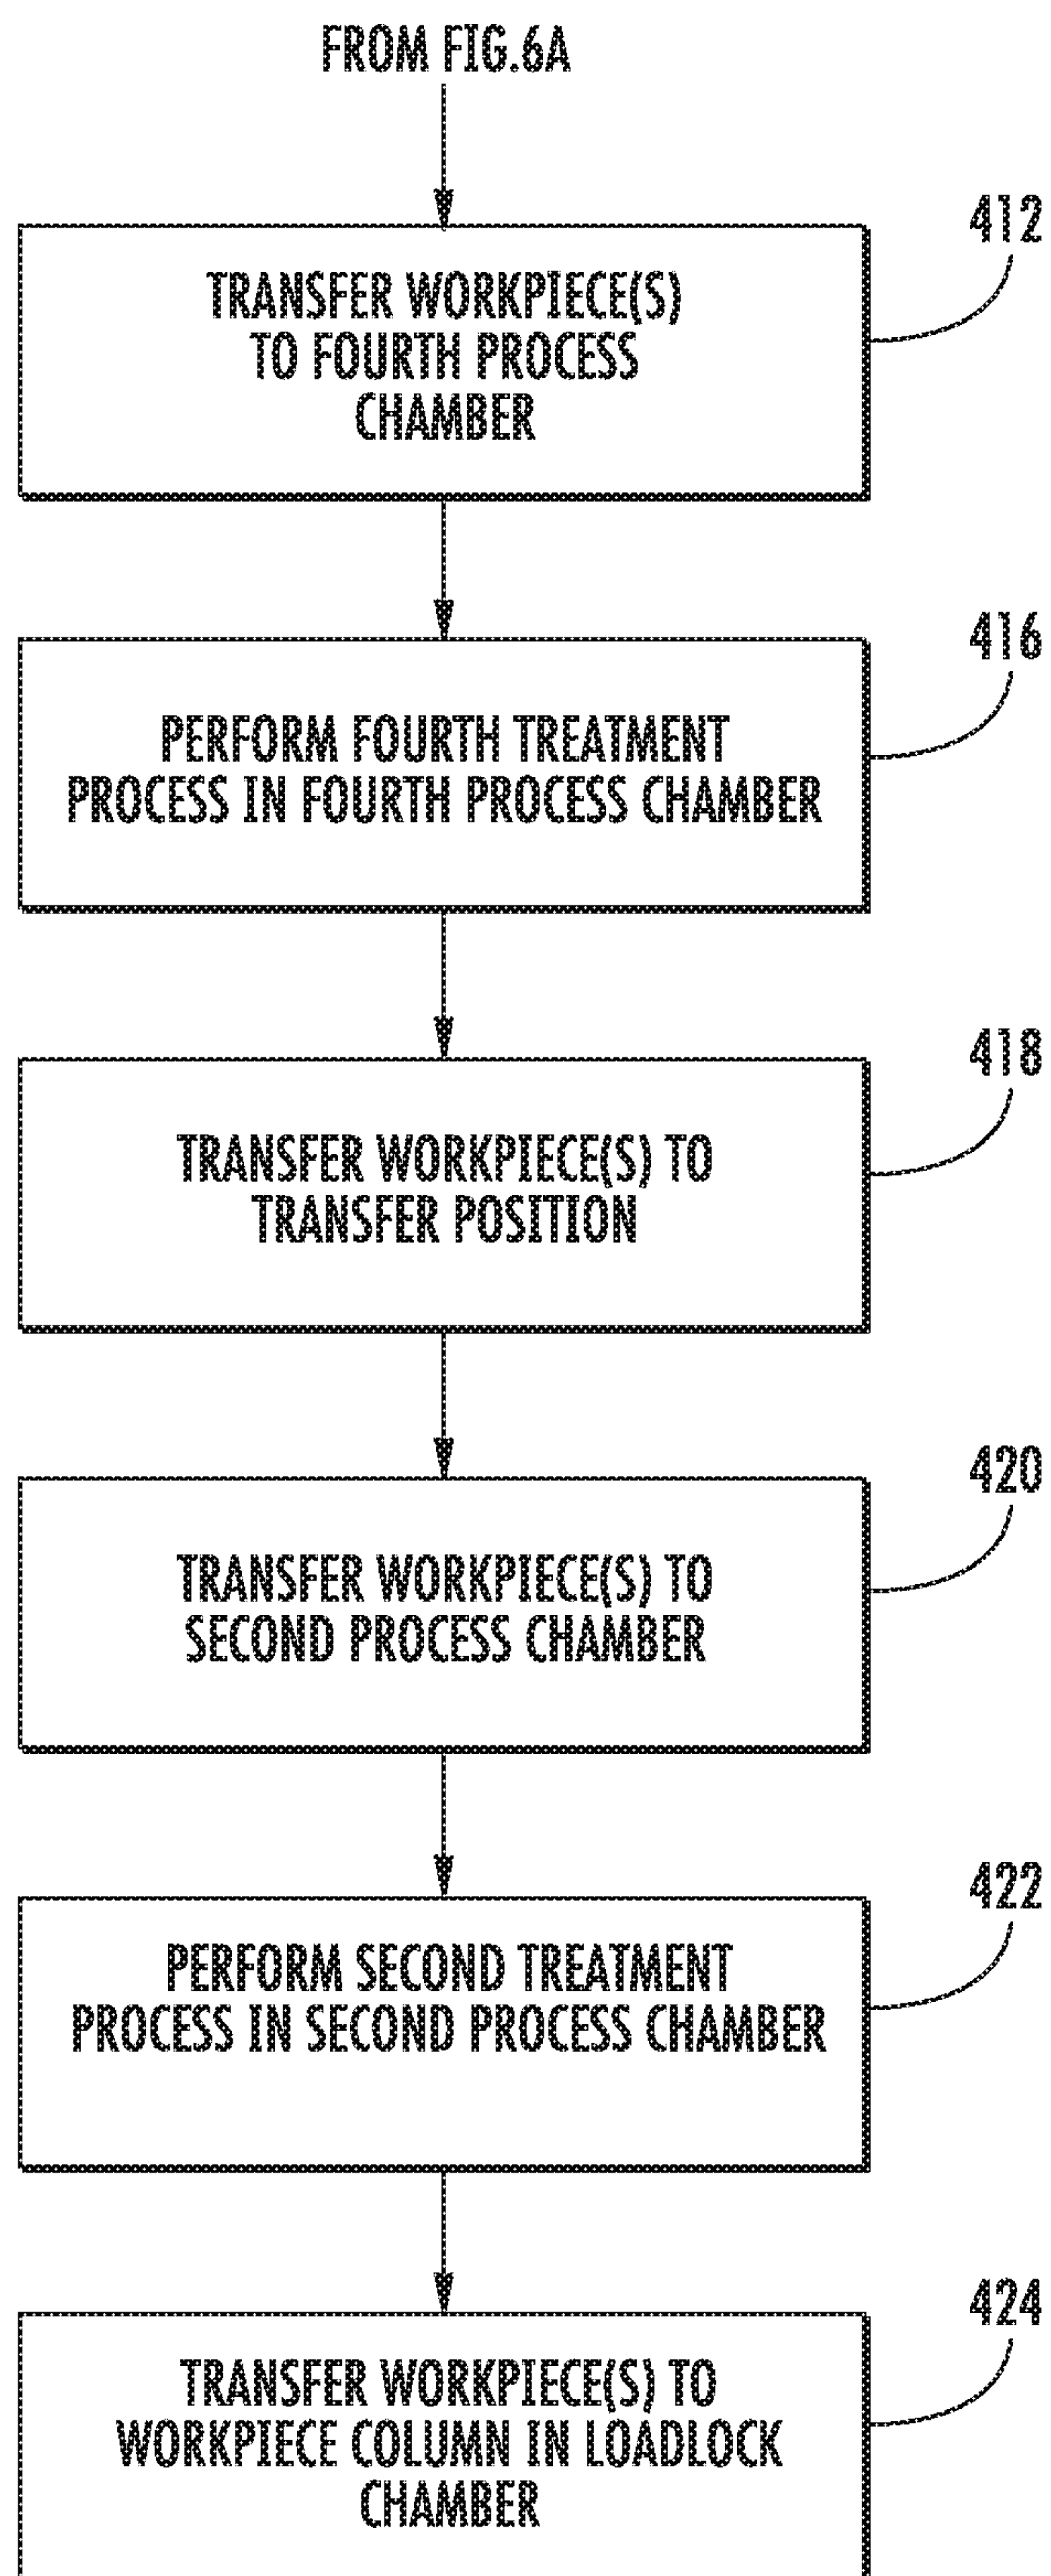 FROM FIG.6A
412
TRANSFER WORKPIECE(S)
TO FOURTH PROCESS
CHAMBER
416
PERFORM FOURTH TREATMENT
PROCESS IN FOURTH PROCESS CHAMBER
418
TRANSFER WORKPIECE(S) TO
TRANSFER POSITION
420
TRANSFER WORKPIECE(S) TO
SECOND PROCESS CHAMBER
422
PERFORM SECOND TREATMENT
PROCESS IN SECOND PROCESS CHAMBER
424
TRANSFER WORKPIECE(S) TO
WORKPIECE COLUMN IN LOADLOCK
CHAMBER